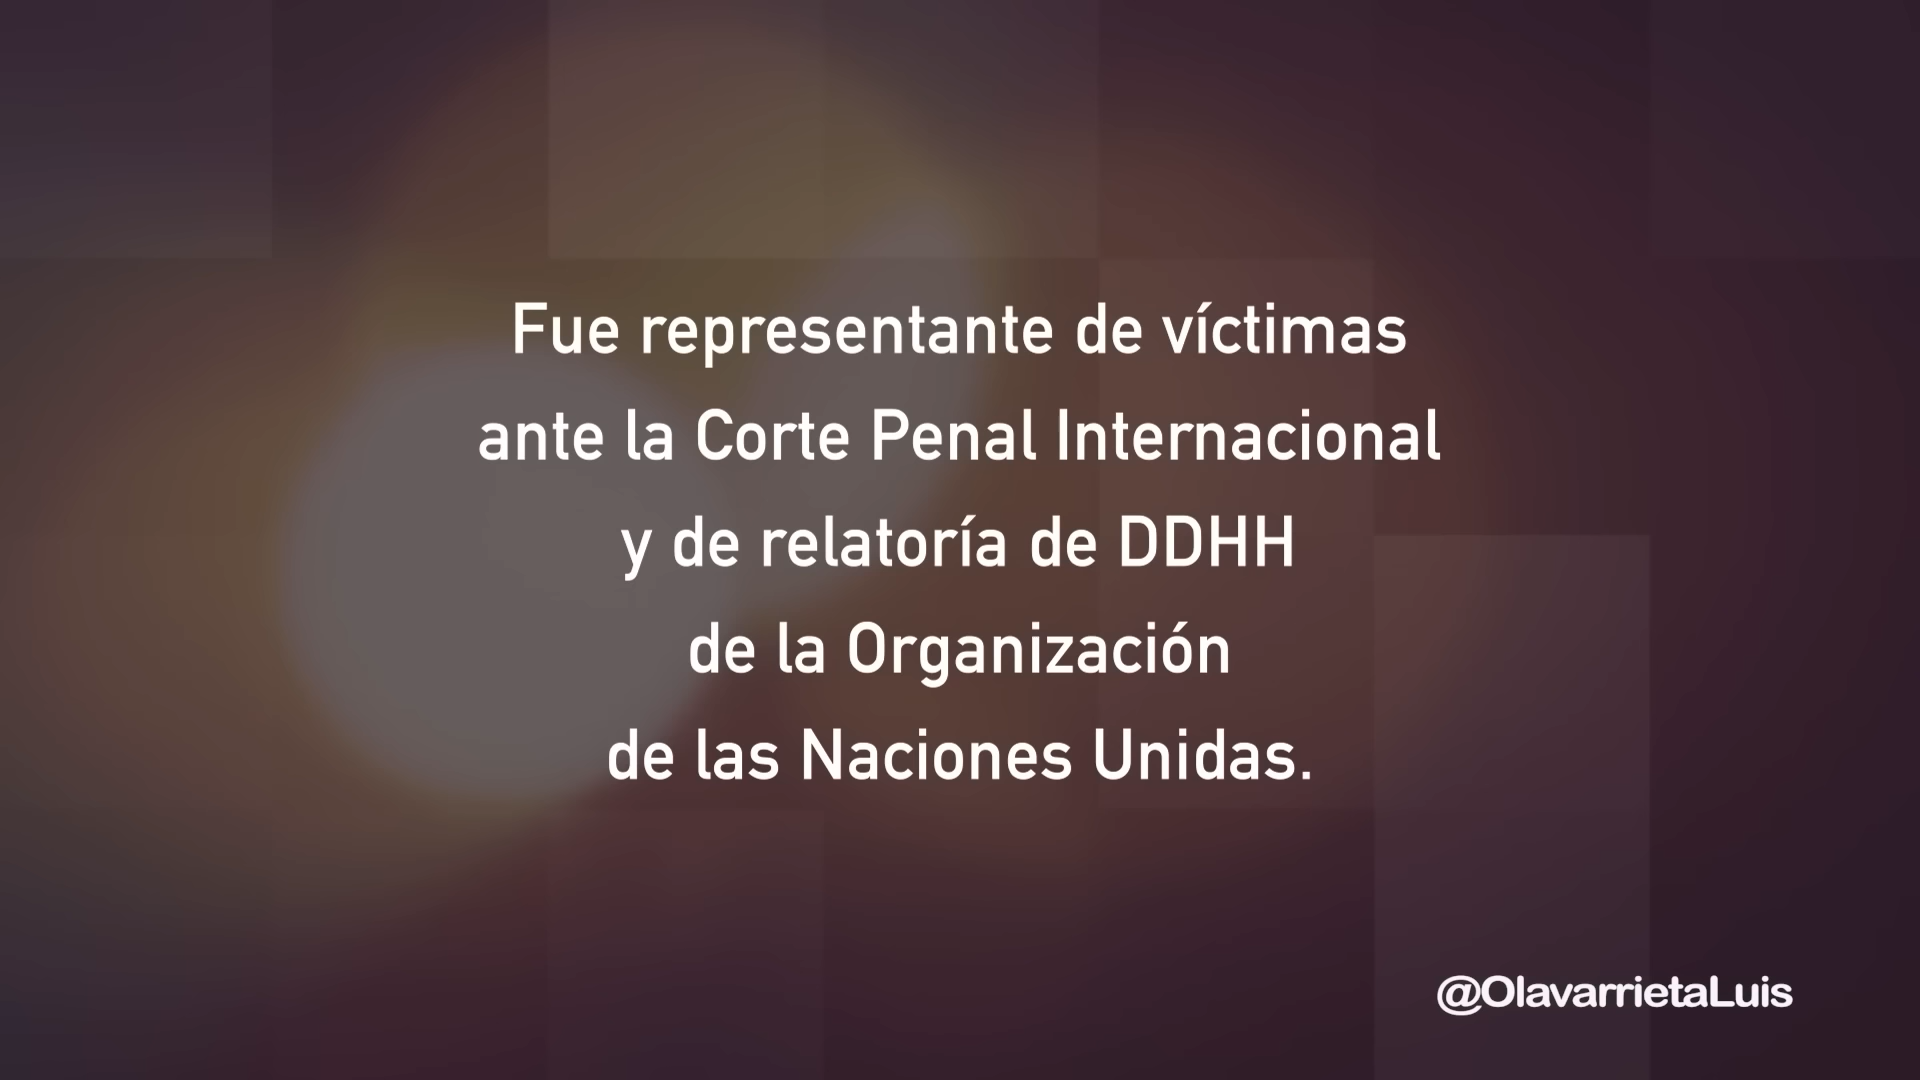 Fue representante de víctimas
ante la Corte Penal Internacional
y de relatoría de DDHH
de la Organización
de las Naciones Unidas.
@OlavarrietaLuis